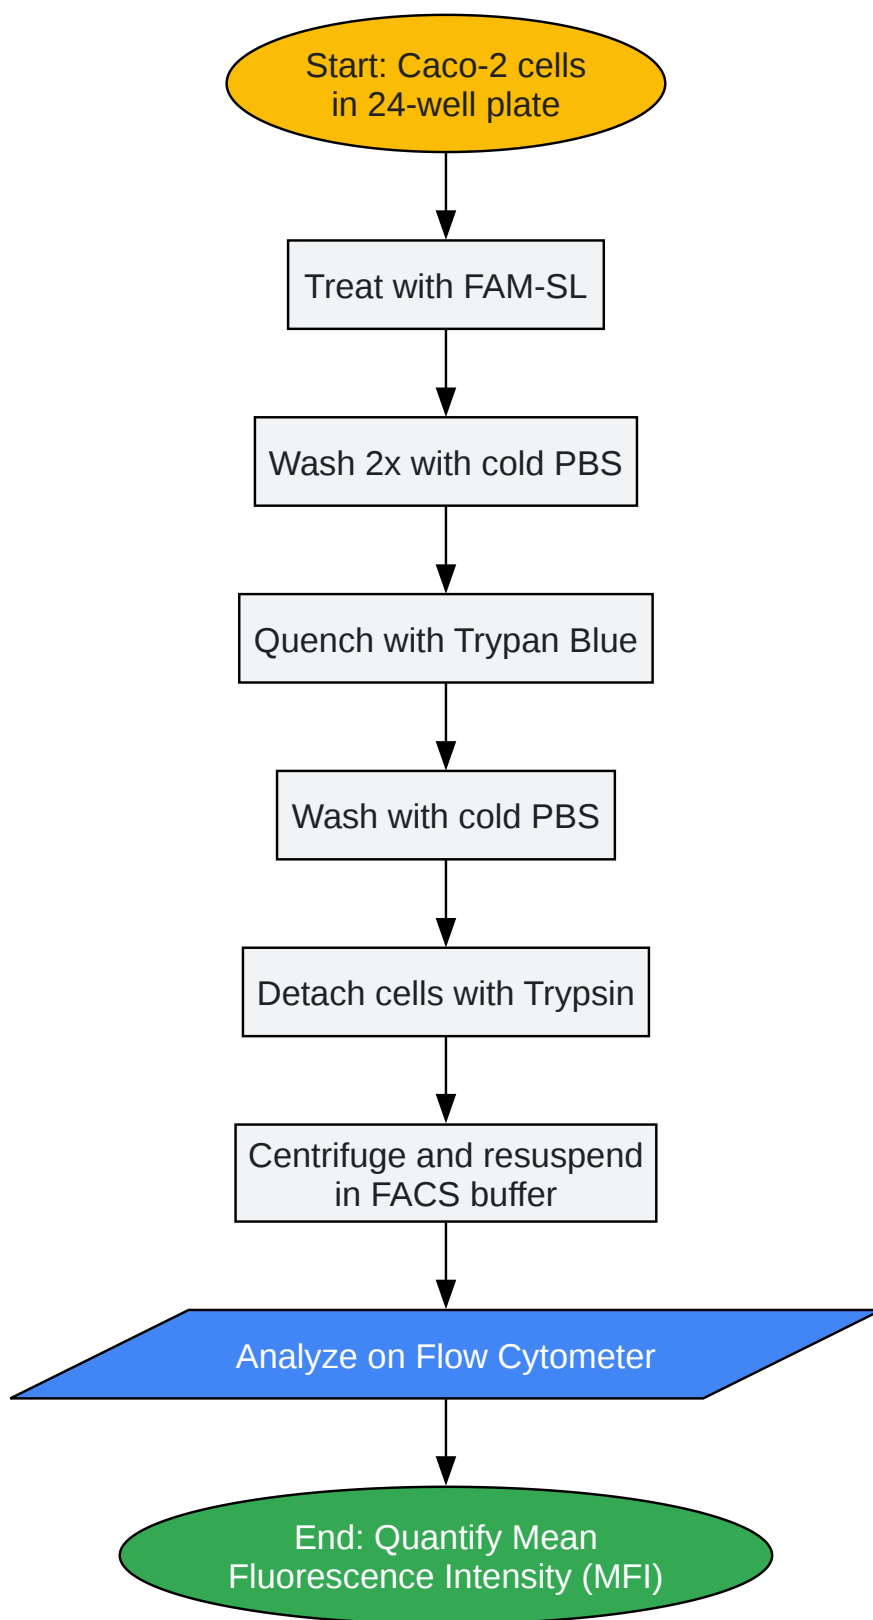 Start: Caco-2 cells
in 24-well plate
Treat with FAM-SL
Wash 2x with cold PBS
Quench with Trypan Blue
Wash with cold PBS
Detach cells with Trypsin
Centrifuge and resuspend
in FACS buffer
Analyze on Flow Cytometer
End: Quantify Mean
Fluorescence Intensity (MFI)